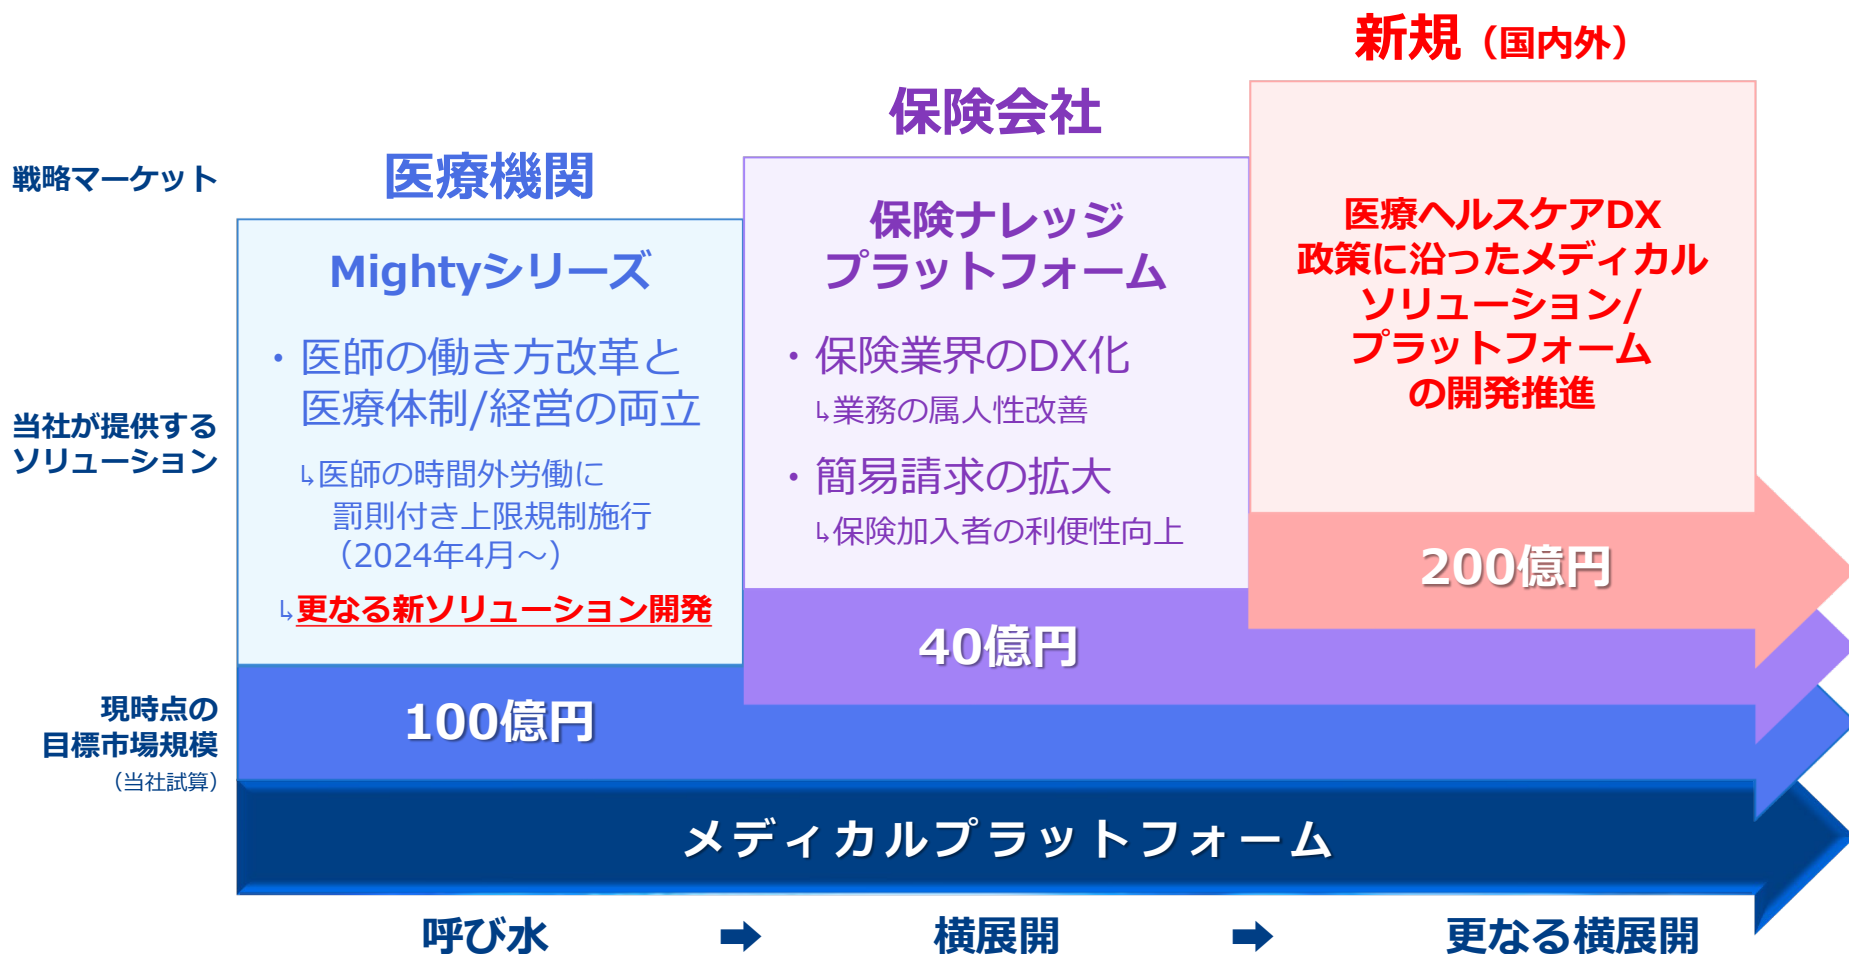 新規（国内外）
保険会社
医療機関
戦略マーケット
Mightyシリーズ
・医師の働き方改革と
医療体制/経営の両立
↳医師の時間外労働に
罰則付き上限規制施行
（2024年4月～）
↳更なる新ソリューション開発
保険ナレッジ
プラットフォーム
・保険業界のDX化
↳業務の属人性改善
・簡易請求の拡大
↳保険加入者の利便性向上
医療ヘルスケアDX
政策に沿ったメディカル
ソリューション/
プラットフォーム
の開発推進
当社が提供する
ソリューション
200億円
40億円
100億円
現時点の
目標市場規模
（当社試算）
メディカルプラットフォーム
呼び水 ➡ 横展開 ➡ 更なる横展開